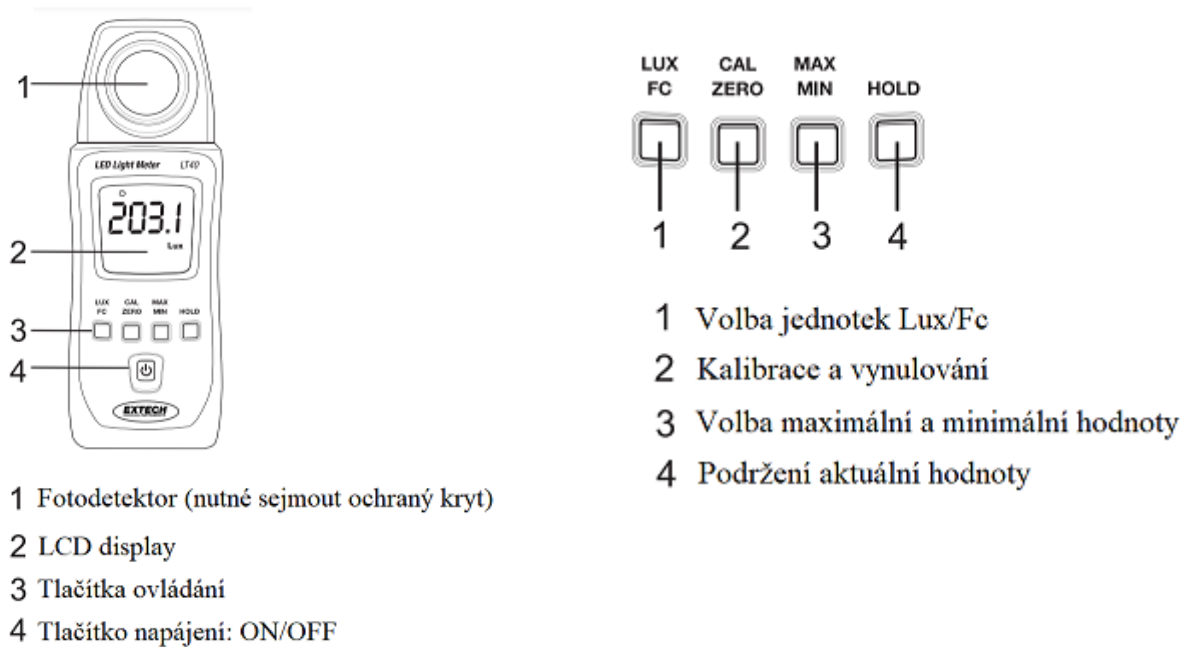 1
LED Light Meter LT40
203.1
Lux
2
LUX FC CAL ZERO MAX MIN HOLD
3
4
EXTECH
1 Fotodetektor (nutné sejmout ochraný kryt)
2 LCD display
3 Tlačítka ovládání
4 Tlačítko napájení: ON/OFF
LUX CAL MAX
FC ZERO MIN HOLD
1 2 3 4
1 Volba jednotek Lux/Fc
2 Kalibrace a vynulování
3 Volba maximální a minimální hodnoty
4 Podržení aktuální hodnoty